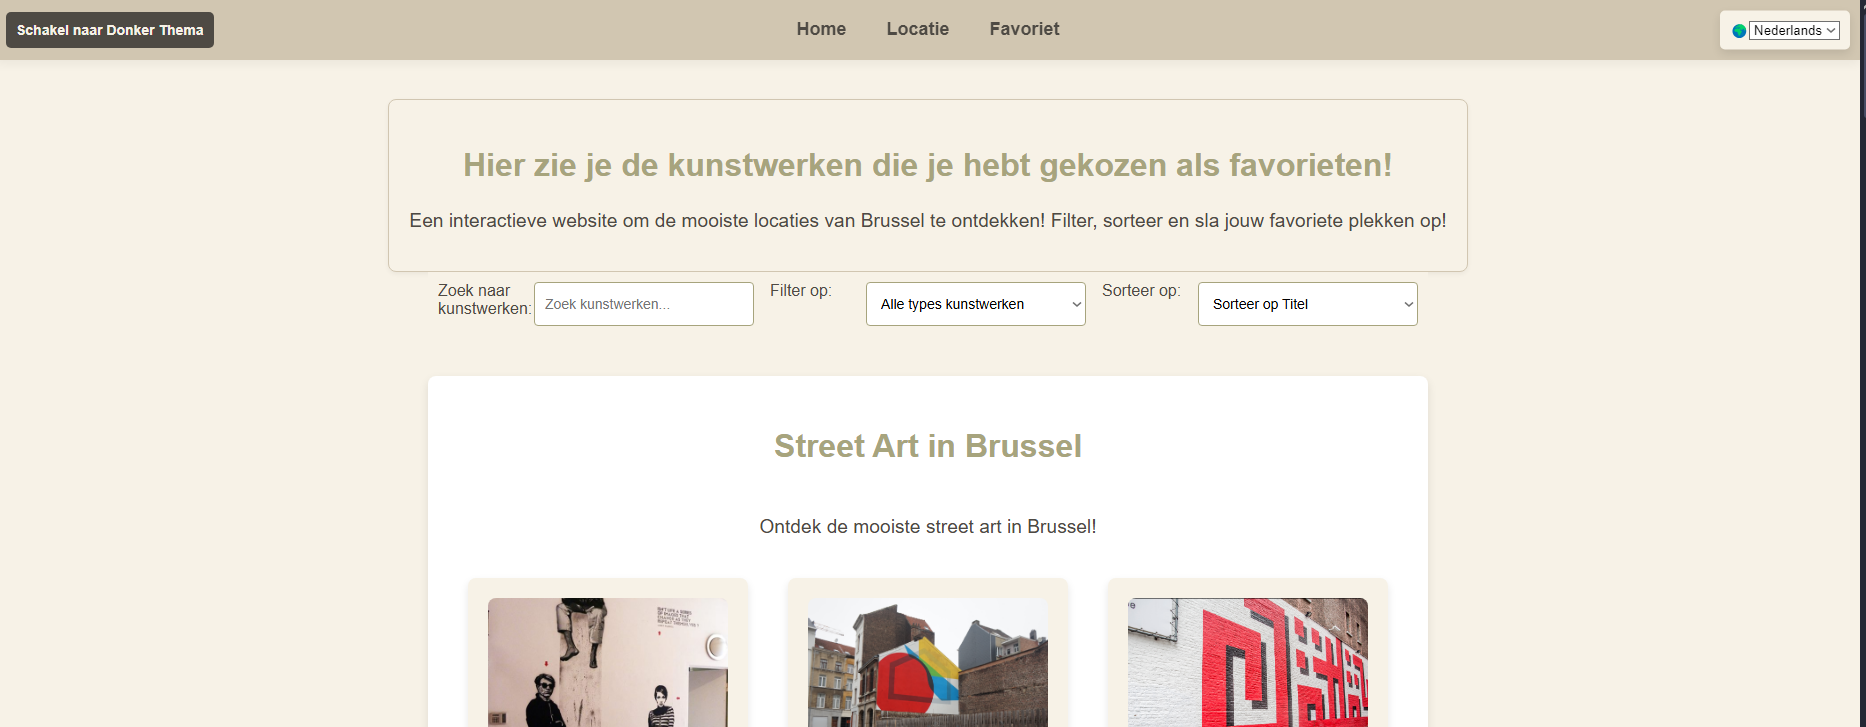 Schakel naar Donker Thema
Home Locatie Favoriet
Nederlands
Hier zie je de kunstwerken die je hebt gekozen als favorieten!
Een interactieve website om de mooiste locaties van Brussel te ontdekken! Filter, sorteer en sla jouw favoriete plekken op!
Zoek naar
kunstwerken:
Zoek kunstwerken...
Filter op:
Alle types kunstwerken
Sorteer op:
Sorteer op Titel
Street Art in Brussel
Ontdek de mooiste street art in Brussel!